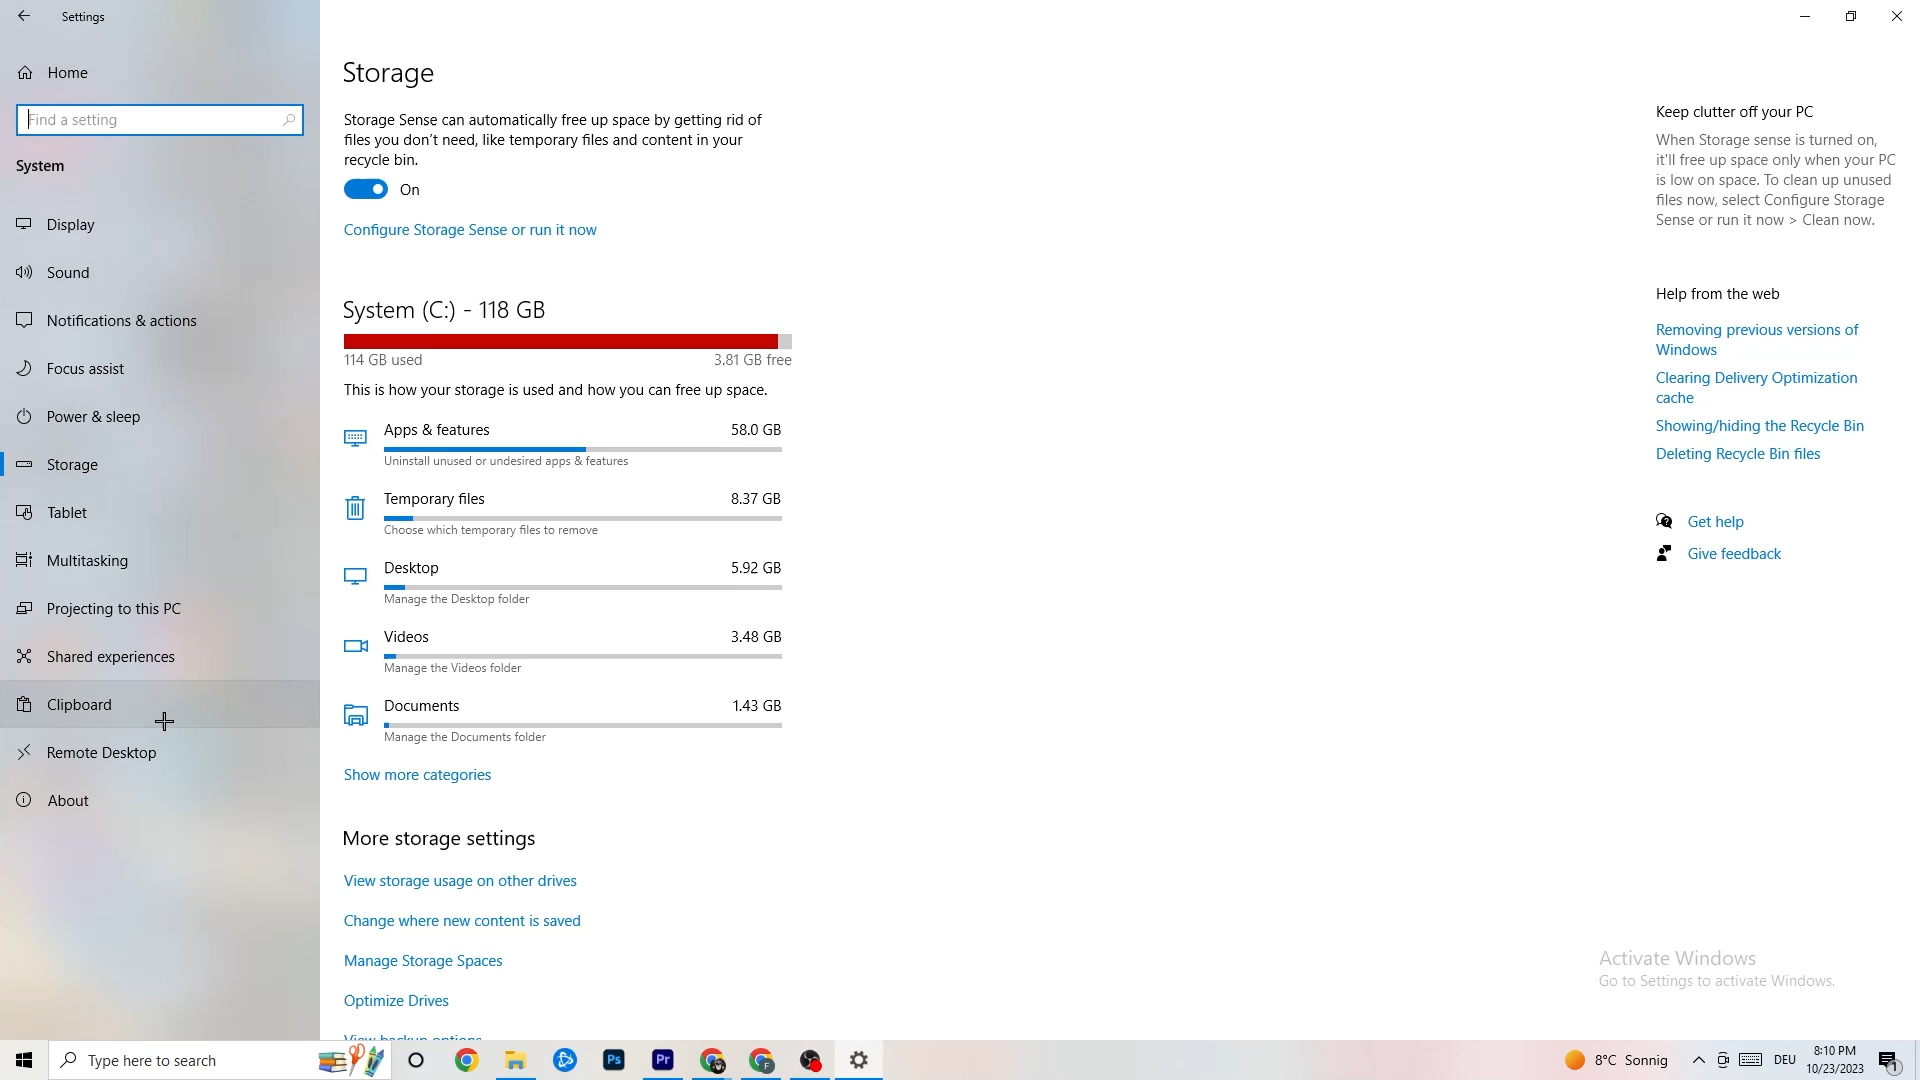 Settings
Home
Find a setting
System
Display
Sound
Notifications & actions
Focus assist
Power & sleep
Storage
Tablet
Multitasking
Projecting to this PC
Shared experiences
Clipboard
Remote Desktop
About
Storage
Storage Sense can automatically free up space by getting rid of
files you don't need, like temporary files and content in your
recycle bin.
On
Configure Storage Sense or run it now
System (C:) - 118 GB
114 GB used 3.81 GB free
This is how your storage is used and how you can free up space.
Apps & features 58.0 GB
Uninstall unused or undesired apps & features
Temporary files 8.37 GB
Choose which temporary files to remove
Desktop 5.92 GB
Manage the Desktop folder
Videos 3.48 GB
Manage the Videos folder
Documents 1.43 GB
Manage the Documents folder
Show more categories
More storage settings
View storage usage on other drives
Change where new content is saved
Manage Storage Spaces
Optimize Drives
View backup options
Keep clutter off your PC
When Storage sense is turned on,
it'll free up space only when your PC
is low on space. To clean up unused
files now, select Configure Storage
Sense or run it now > Clean now.
Help from the web
Removing previous versions of
Windows
Clearing Delivery Optimization
cache
Showing/hiding the Recycle Bin
Deleting Recycle Bin files
Get help
Give feedback
Activate Windows
Go to Settings to activate Windows.
Type here to search
Ps
Pr
F
8°C Sonnig
DEU
8:10 PM
10/23/2023
1